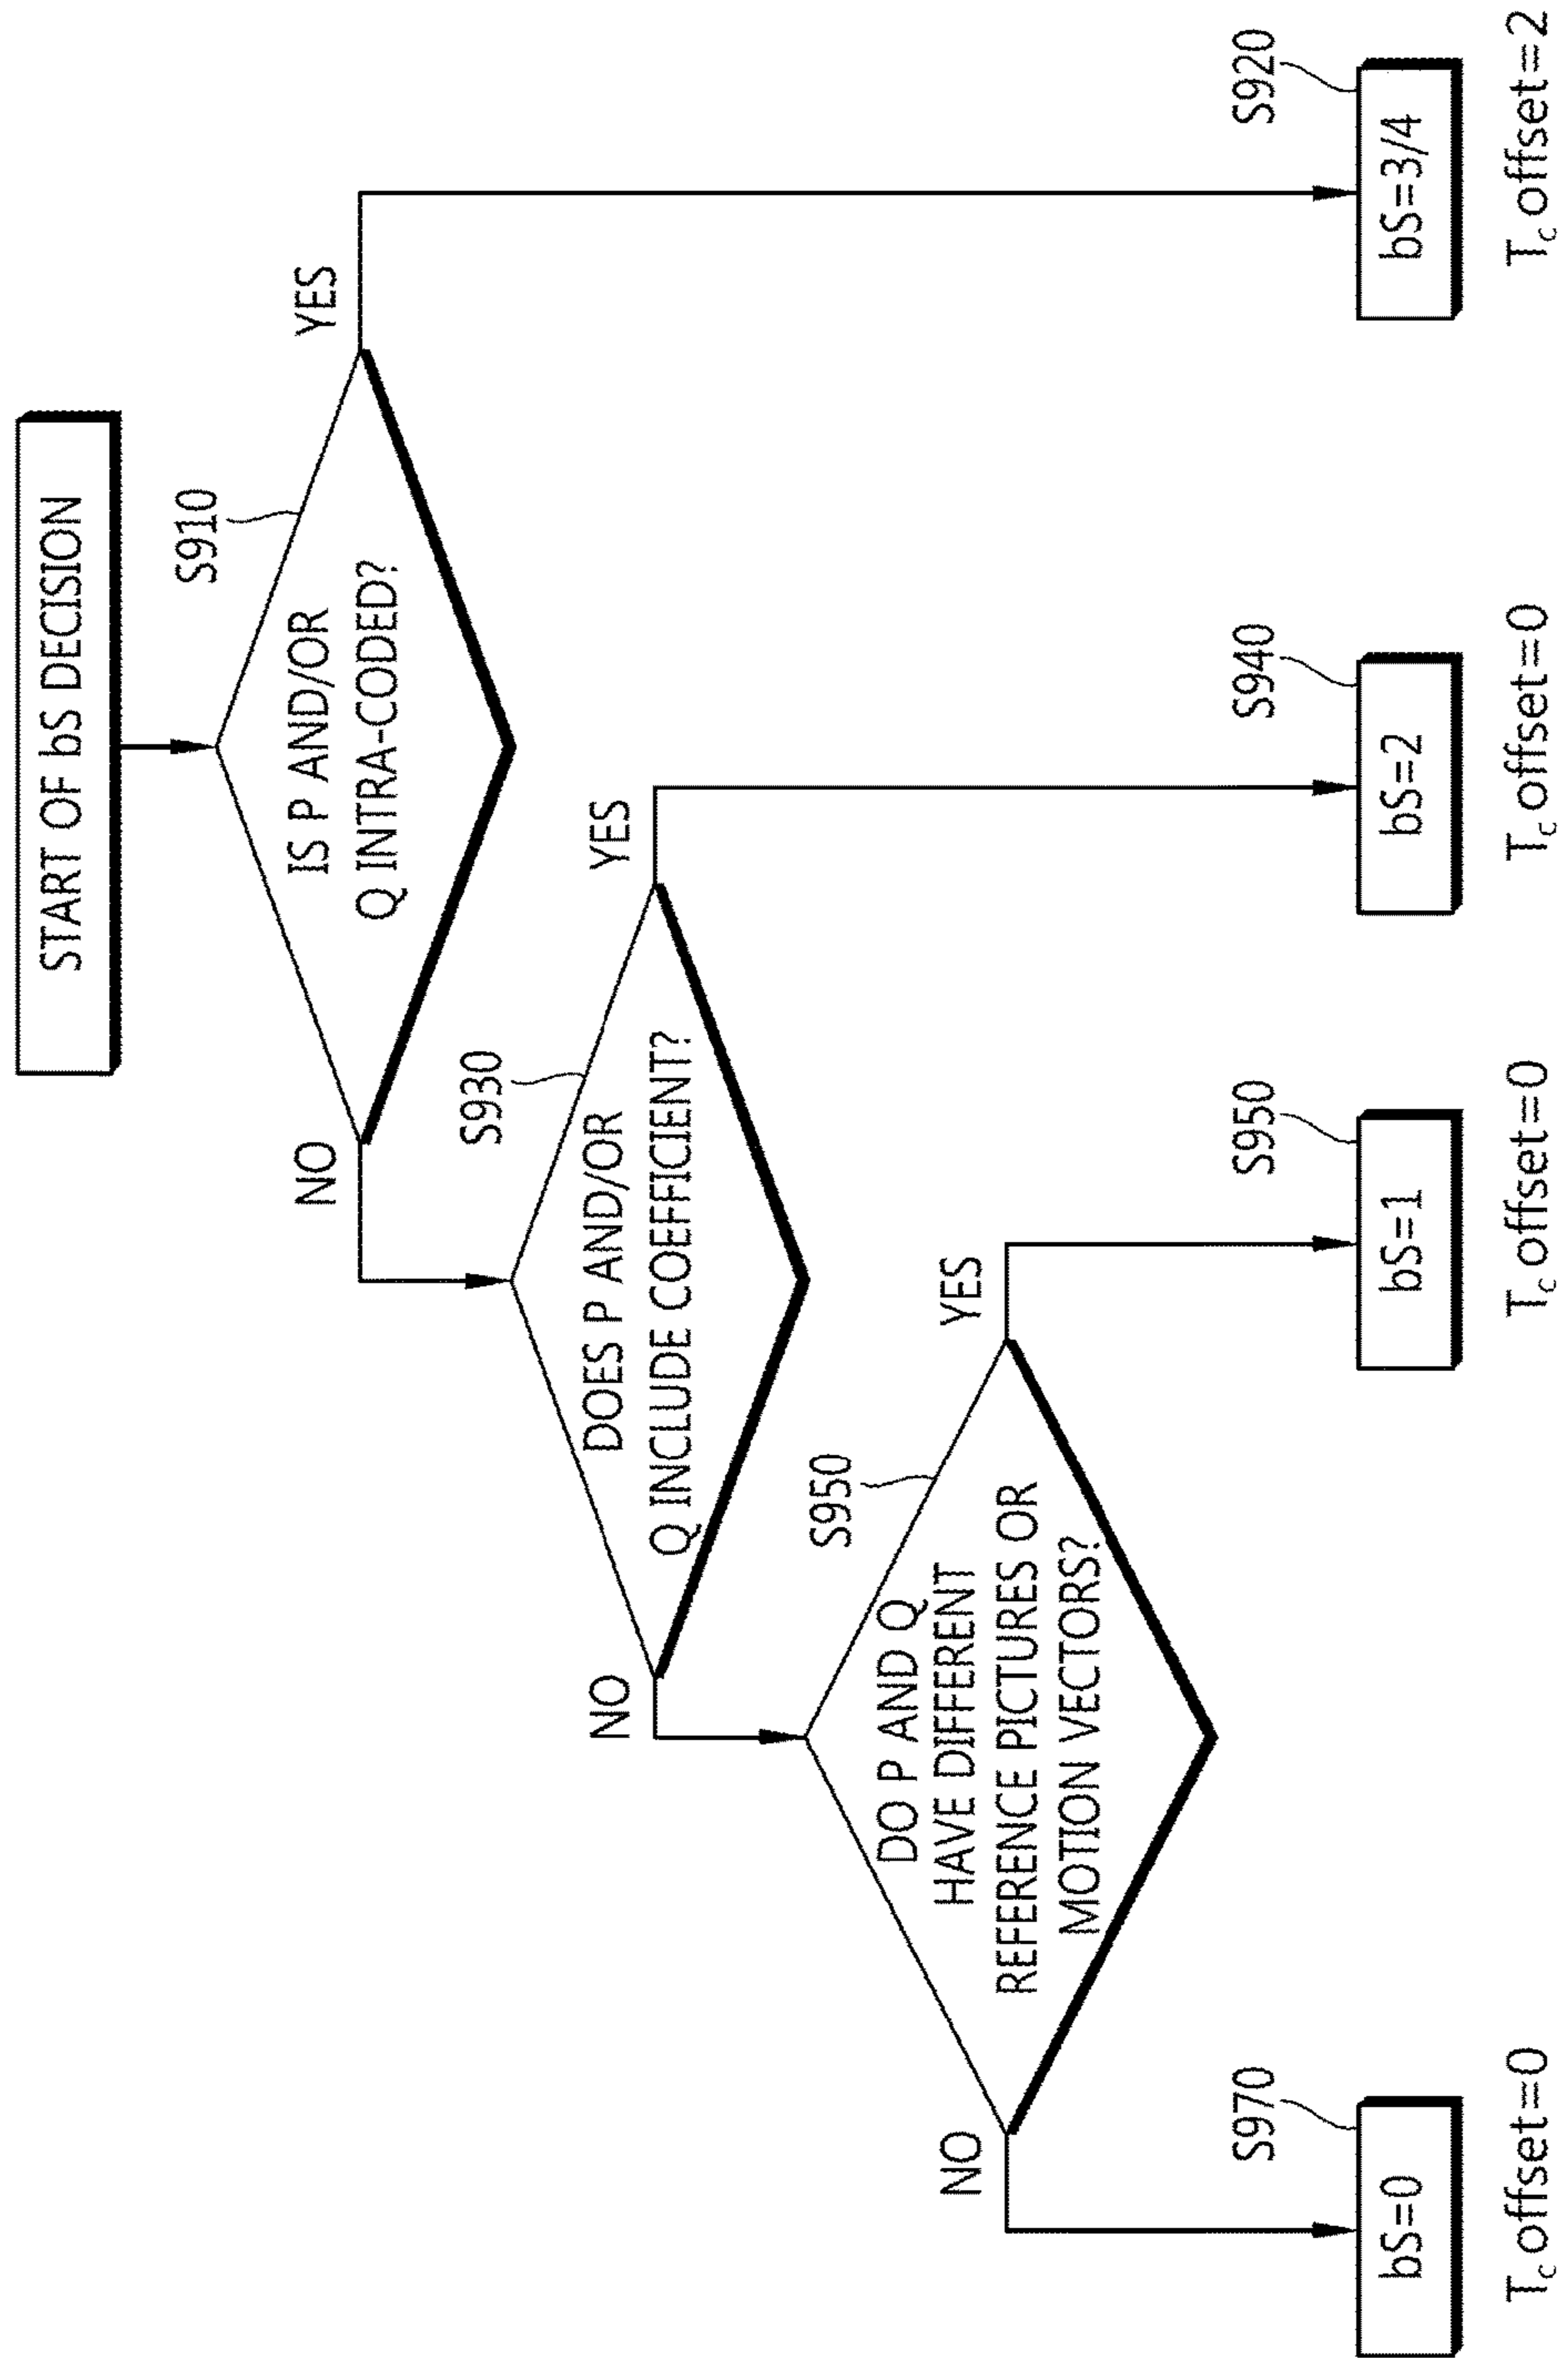 START OF bS DECISION
S910
IS P AND/OR
Q INTRA-CODED?
NO
YES
S930
DOES P AND/OR
Q INCLUDE COEFFICIENT?
NO
YES
S950
DO P AND Q
HAVE DIFFERENT
REFERENCE PICTURES OR
MOTION VECTORS?
NO
YES
S970
S950
S940
S920
bS=0
bS=1
bS=2
bS=3/4
Tc offset=0
Tc offset=0
Tc offset=0
Tc offset=2